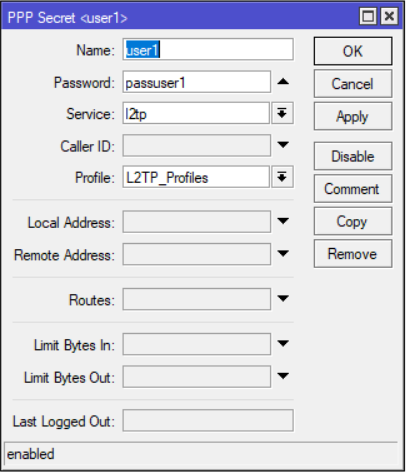 PPP Secret <user1>
Name: user1
OK
Password: passuser1
Cancel
Service: l2tp
Apply
Caller ID:
Disable
Profile: L2TP_Profiles
Comment
Local Address:
Copy
Remote Address:
Remove
Routes:
Limit Bytes In:
Limit Bytes Out:
Last Logged Out:
enabled